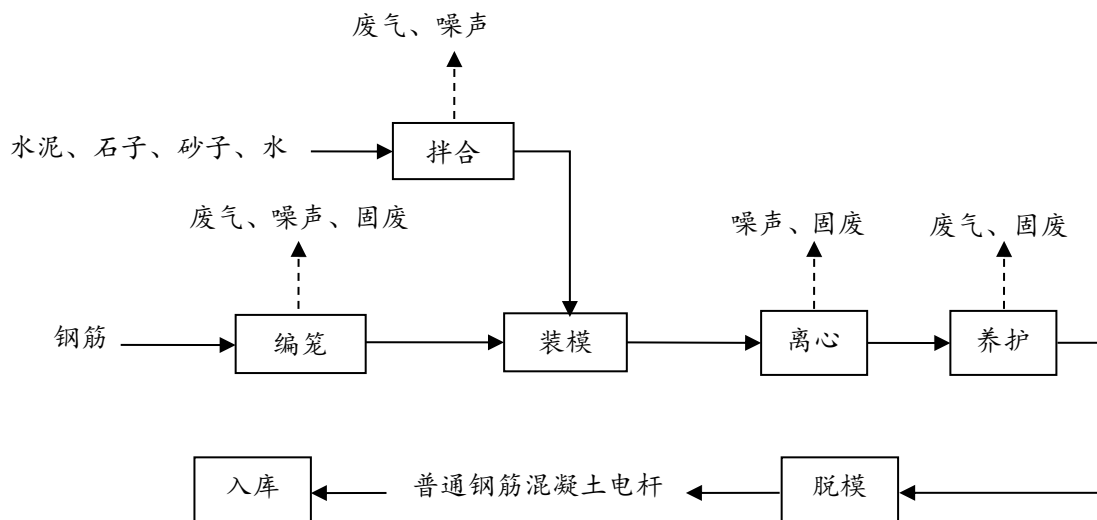 废气、噪声
水泥、石子、砂子、水
拌合
废气、噪声、固废
噪声、固废
废气、固废
钢筋
编笼
装模
离心
养护
入库
普通钢筋混凝土电杆
脱模